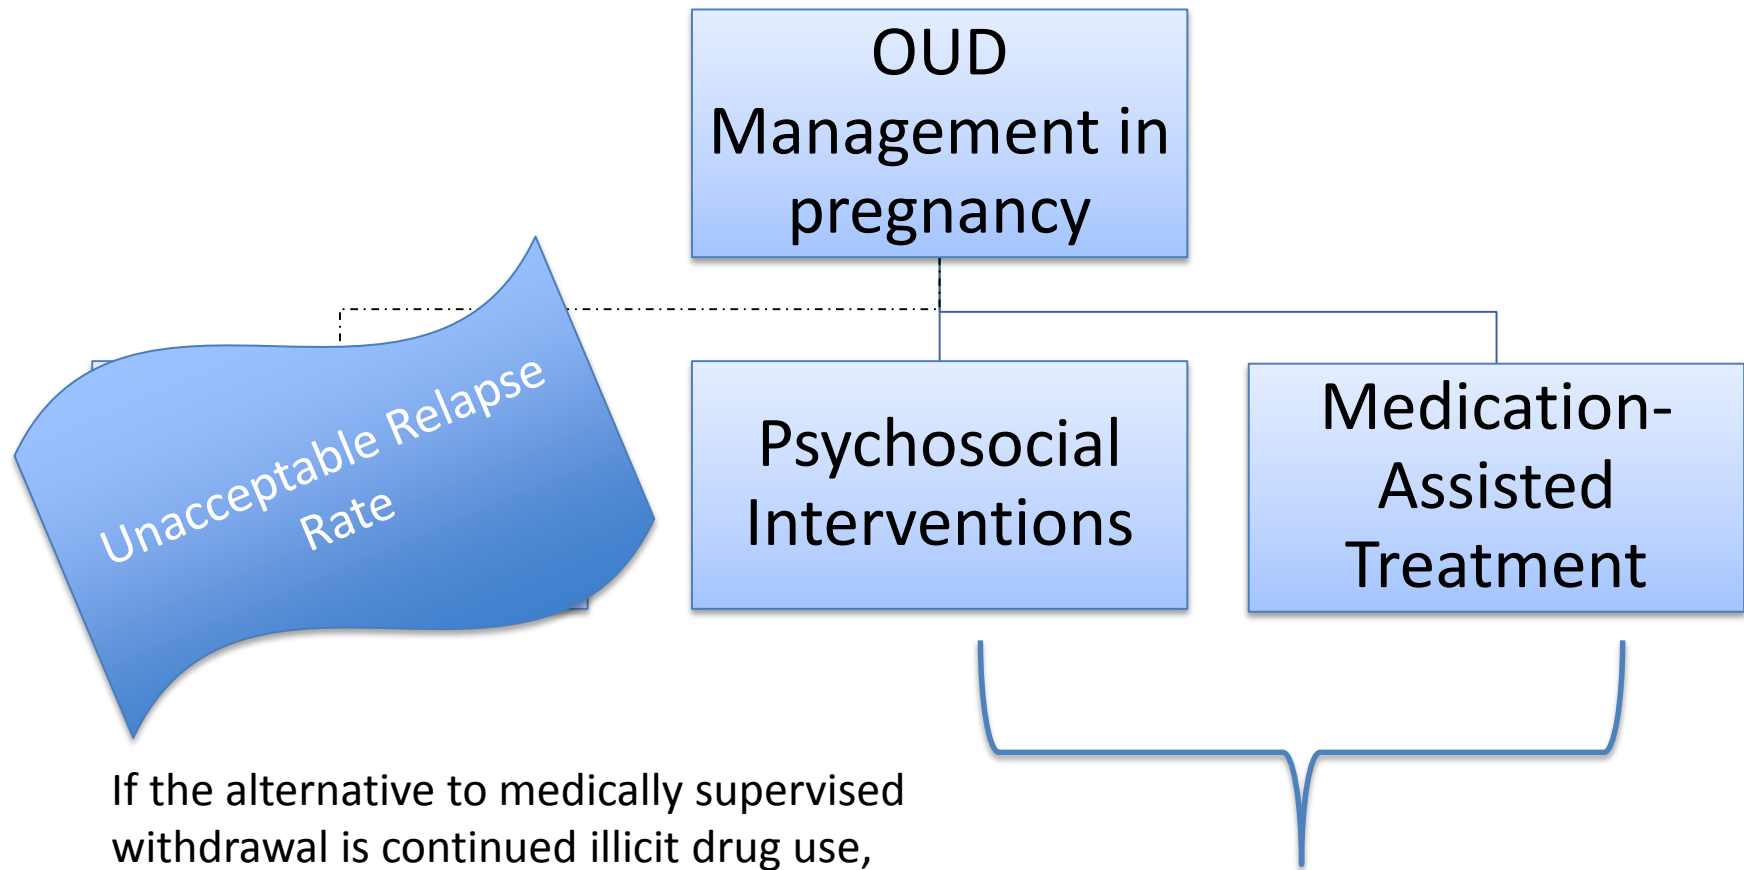 OUD
Management in
pregnancy
Unacceptable Relapse
Rate
Psychosocial
Interventions
Medication-
Assisted
Treatment
If the alternative to medically supervised
withdrawal is continued illicit drug use,